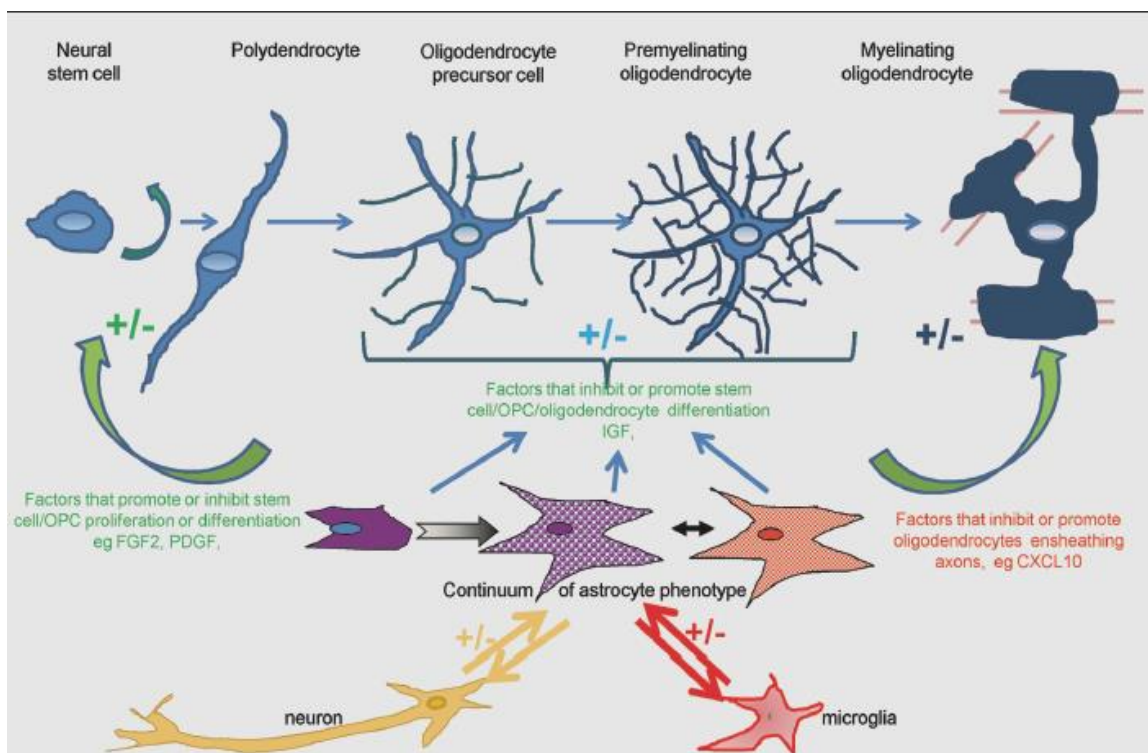 Neural
stem cell
Polydendrocyte
Oligodendrocyte
precursor cell
Premyelinating
oligodendrocyte
Myelinating
oligodendrocyte
+/-
+/-
+/-
Factors that inhibit or promote stem
cell/OPC/oligodendrocyte differentiation
IGF,
Factors that promote or inhibit stem
cell/OPC proliferation or differentiation
eg FGF2, PDGF,
Factors that inhibit or promote
oligodendrocytes ensheathing
axons, eg CXCL10
Continuum of astrocyte phenotype
+/-
+/-
neuron
microglia